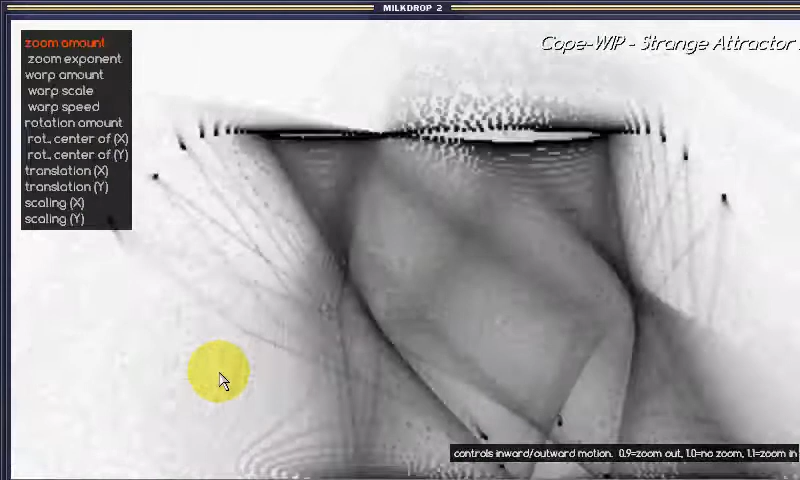 MILKDROP 2
Cope-WIP - Strange Attractor
zoom amount
zoom exponent
warp amount
warp scale
warp speed
rotation amount
rot., center of (X)
rot., center of (Y)
translation (X)
translation (Y)
scaling (X)
scaling (Y)
controls inward/outward motion. 0.9=zoom out, 1.0=no zoom, 1.1=zoom in